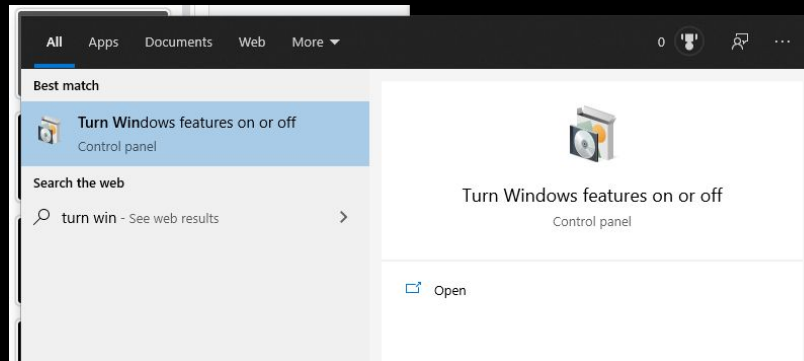 All Apps Documents Web More 0
Best match
Turn Windows features on or off
Control panel
Search the web
turn win - See web results
Turn Windows features on or off
Control panel
Open